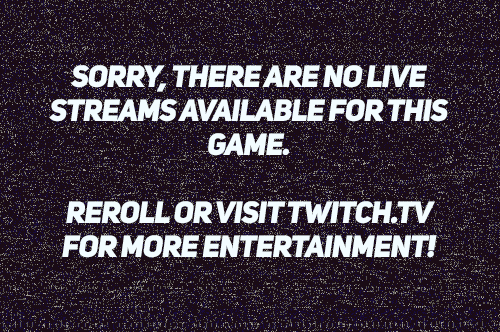 SORRY, THERE ARE NO LIVE
STREAMS AVAILABLE FOR THIS
GAME.
REROLL OR VISIT TWITCH.TV
FOR MORE ENTERTAINMENT!